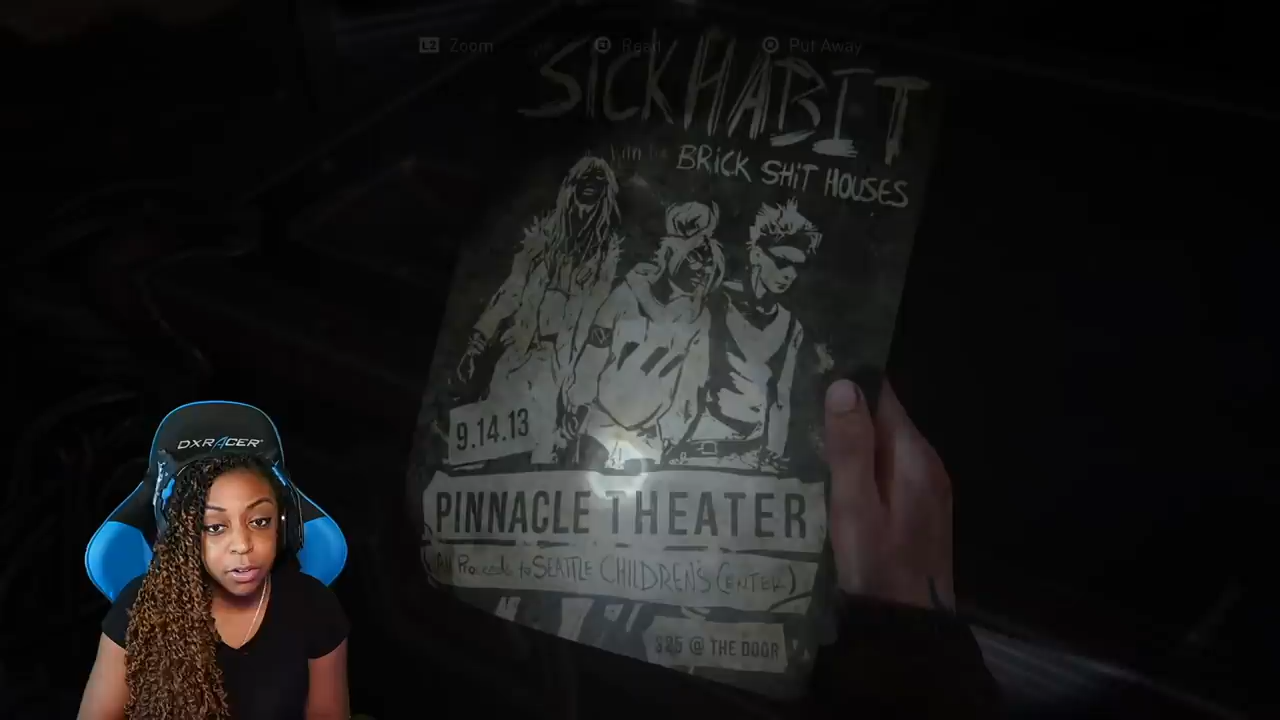 L2 Zoom Read Put Away
SICK HABIT
BRICK SHIT HOUSES
9.14.13
PINNACLE THEATER
(All Proceeds to SEATTLE CHILDREN'S CENTER)
$25 @ THE DOOR
DXRACER